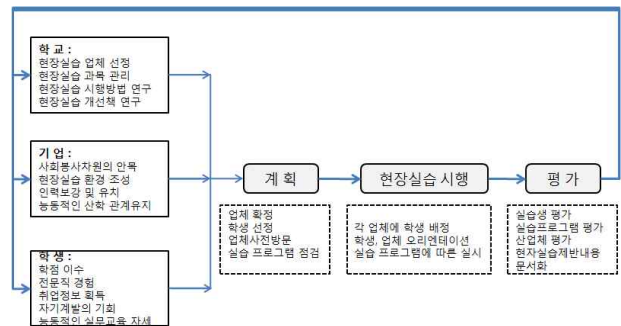 학 교 :
현장실습 업체 선정
현장실습 과목 관리
현장실습 시행방법 연구
현장실습 개선책 연구
기 업 :
사회봉사차원의 안목
현장실습 환경 조성
인력보강 및 유치
능동적인 산학 관계유지
학 생 :
학점 이수
전문직 경험
취업정보 획득
자기계발의 기회
능동적인 실무교육 자세
계 획
업체 확정
학생 선정
업체사전방문
실습 프로그램 점검
현장실습 시행
각 업체에 학생 배정
학생, 업체 오리엔테이션
실습 프로그램에 따른 실시
평 가
실습생 평가
실습프로그램 평가
산업체 평가
현자실습제반내용
문서화